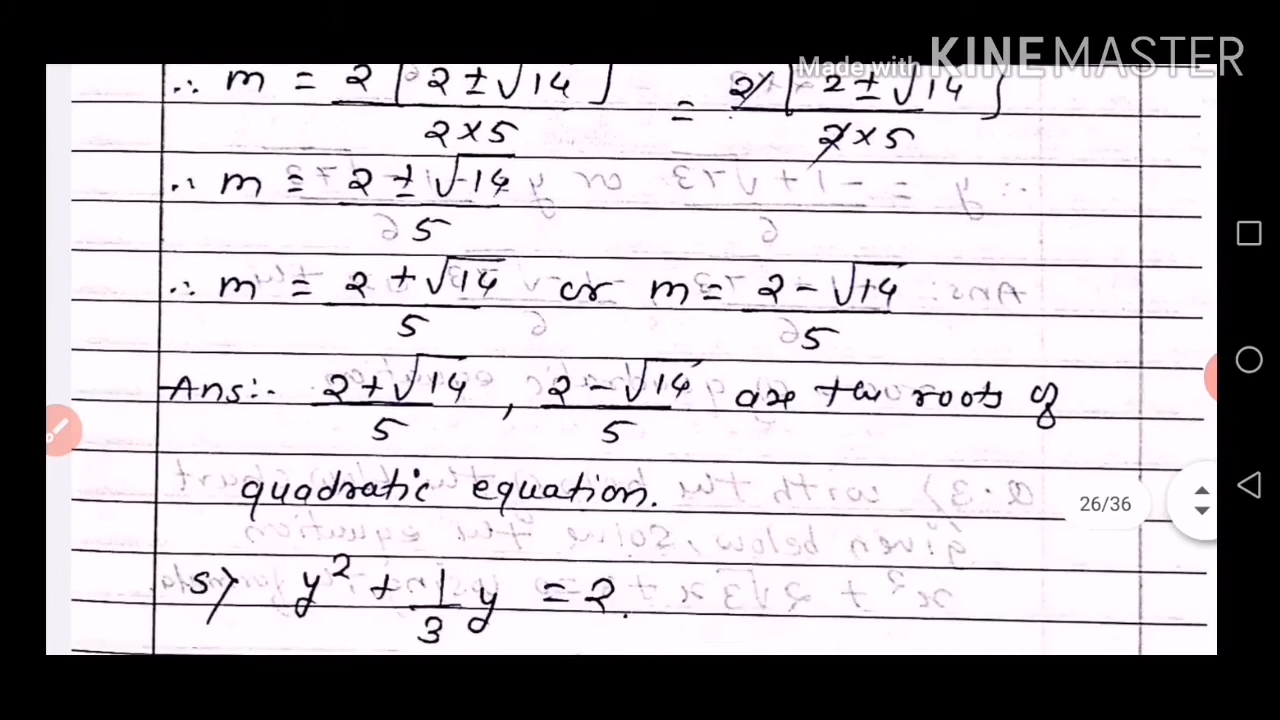 Made with KINEMASTER
∴ m = 2 [ 2 ± √14 ] / 2 × 5 = 2 [ 2 ± √14 ] / 2 × 5
∴ m = 2 ± √14 / 5
∴ m = 2 + √14 / 5 or m = 2 - √14 / 5
Ans:- 2 + √14 / 5 , 2 - √14 / 5 are the roots of
quadratic equation.
26/36
5> y² + 1/3 y = 2.